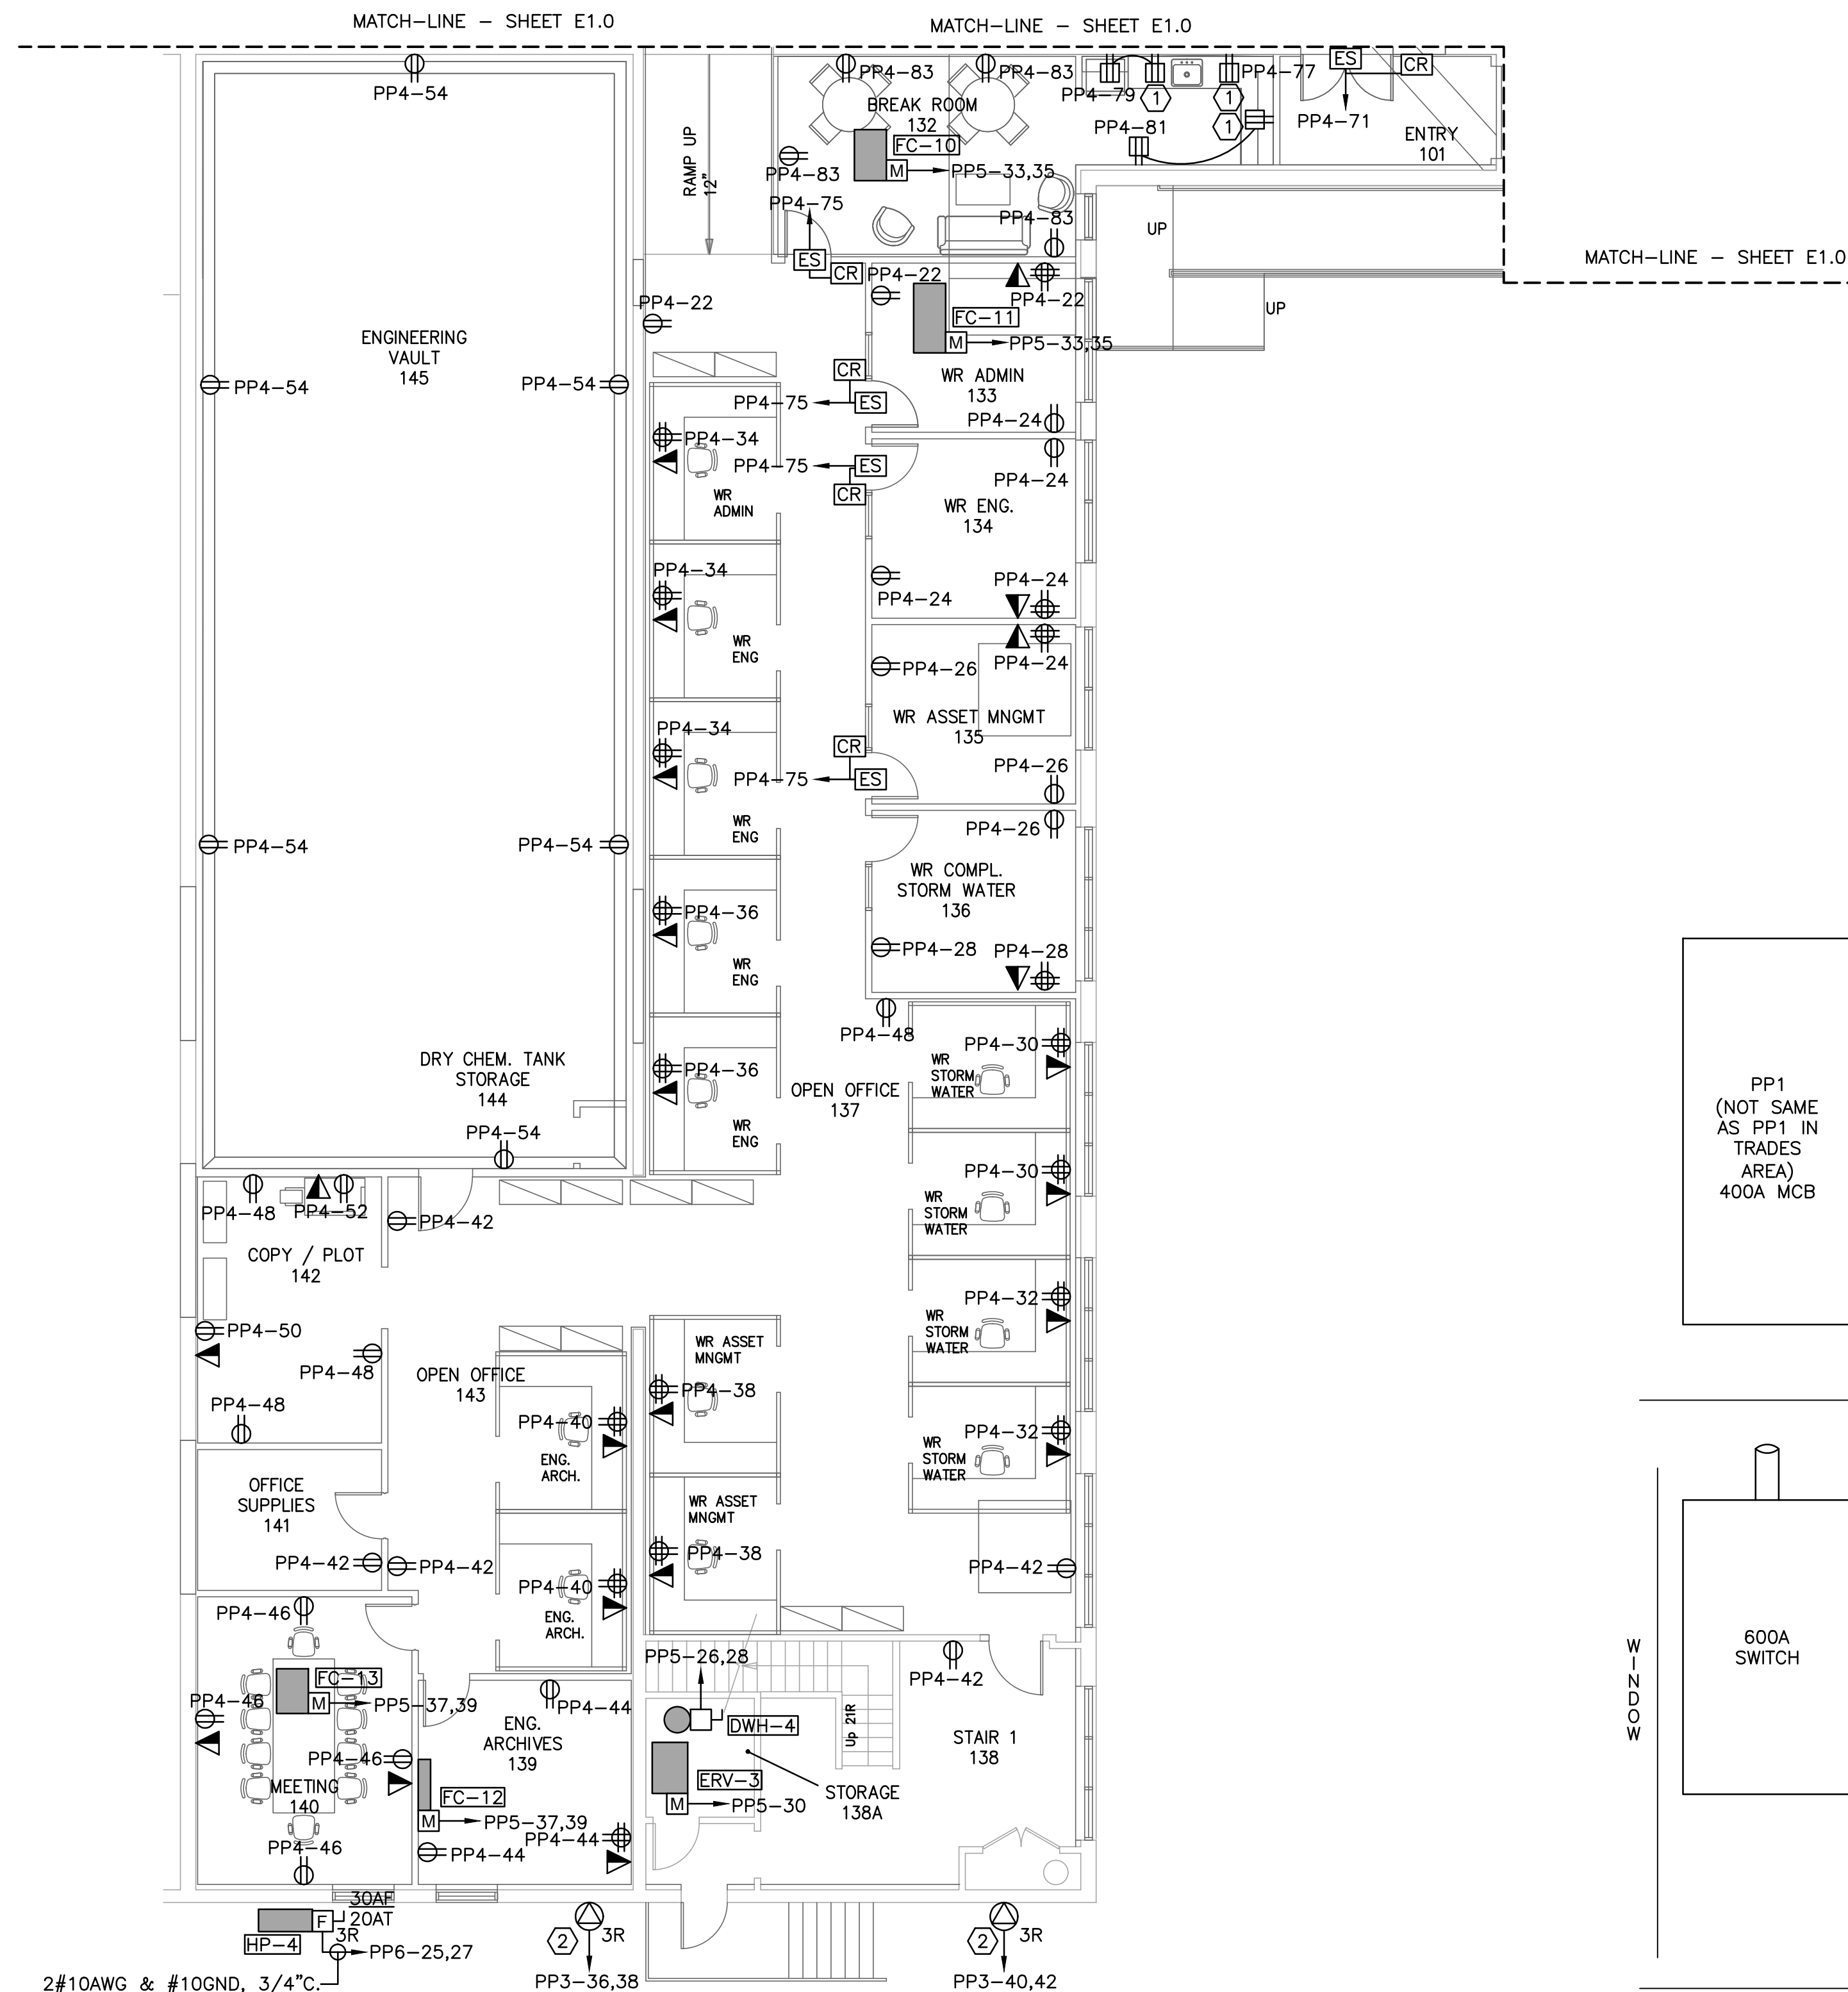 MATCH-LINE - SHEET E1.0
MATCH-LINE - SHEET E1.0
ES
CR
PP4-54
PP4-83
PP4-83
PP4-79
1
1
1
PP4-77
PP4-81
PP4-71
ENTRY
101
BREAK ROOM
132
FC-10
M
PP5-33,35
PP4-83
RAMP UP
12"
PP4-75
PP4-83
UP
MATCH-LINE - SHEET E1.0
ES
CR
PP4-22
PP4-22
PP4-22
UP
FC-11
M
PP5-33,35
ENGINEERING
VAULT
145
PP4-54
PP4-54
CR
PP4-75
ES
WR ADMIN
133
PP4-24
PP4-34
PP4-75
ES
CR
PP4-24
WR
ADMIN
WR ENG.
134
PP4-34
PP4-24
PP4-24
WR
ENG
PP4-26
PP4-24
WR ASSET MNGMT
135
PP4-34
CR
PP4-75
ES
PP4-26
WR
ENG
PP4-26
PP4-54
PP4-54
WR COMPL.
STORM WATER
136
PP4-36
PP4-28
PP4-28
WR
ENG
PP4-48
PP4-30
DRY CHEM. TANK
STORAGE
144
PP4-36
WR
STORM
WATER
OPEN OFFICE
137
PP1
(NOT SAME
AS PP1 IN
TRADES
AREA)
400A MCB
PP4-54
WR
ENG
PP4-30
PP4-48
PP4-52
PP4-42
WR
STORM
WATER
COPY / PLOT
142
PP4-32
PP4-50
WR
STORM
WATER
WR ASSET
MNGMT
PP4-48
OPEN OFFICE
143
PP4-38
PP4-48
PP4-40
PP4-32
WR
STORM
WATER
ENG.
ARCH.
OFFICE
SUPPLIES
141
WR ASSET
MNGMT
PP4-42
PP4-42
PP4-38
PP4-42
PP4-40
PP4-46
ENG.
ARCH.
600A
SWITCH
WINDOW
PP5-26,28
PP4-42
FC-13
M
PP5-37,39
PP4-46
PP4-44
ENG.
ARCHIVES
139
DWH-4
Up 21R
STAIR 1
138
PP4-46
MEETING
140
FC-12
M
PP5-37,39
ERV-3
M
PP5-30
STORAGE
138A
PP4-46
PP4-44
PP4-44
30AF
20AT
F
3R
HP-4
PP6-25,27
2
3R
PP3-36,38
2
3R
PP3-40,42
2#10AWG & #10GND, 3/4"C.